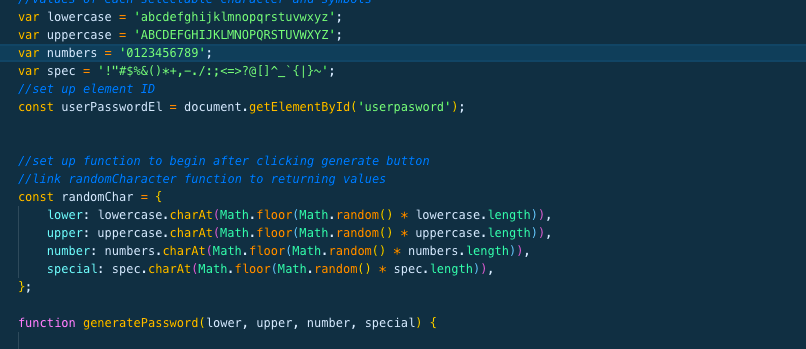 //values of each selectable character and symbols
var lowercase = 'abcdefghijklmnopqrstuvwxyz';
var uppercase = 'ABCDEFGHIJKLMNOPQRSTUVWXYZ';
var numbers = '0123456789';
var spec = '!"#$%&()*+,-./:;<=>?@[]^_`{|}~';
//set up element ID
const userPasswordEl = document.getElementById('userpasword');
//set up function to begin after clicking generate button
//link randomCharacter function to returning values
const randomChar = {
lower: lowercase.charAt(Math.floor(Math.random() * lowercase.length)),
upper: uppercase.charAt(Math.floor(Math.random() * uppercase.length)),
number: numbers.charAt(Math.floor(Math.random() * numbers.length)),
special: spec.charAt(Math.floor(Math.random() * spec.length)),
};
function generatePassword(lower, upper, number, special) {